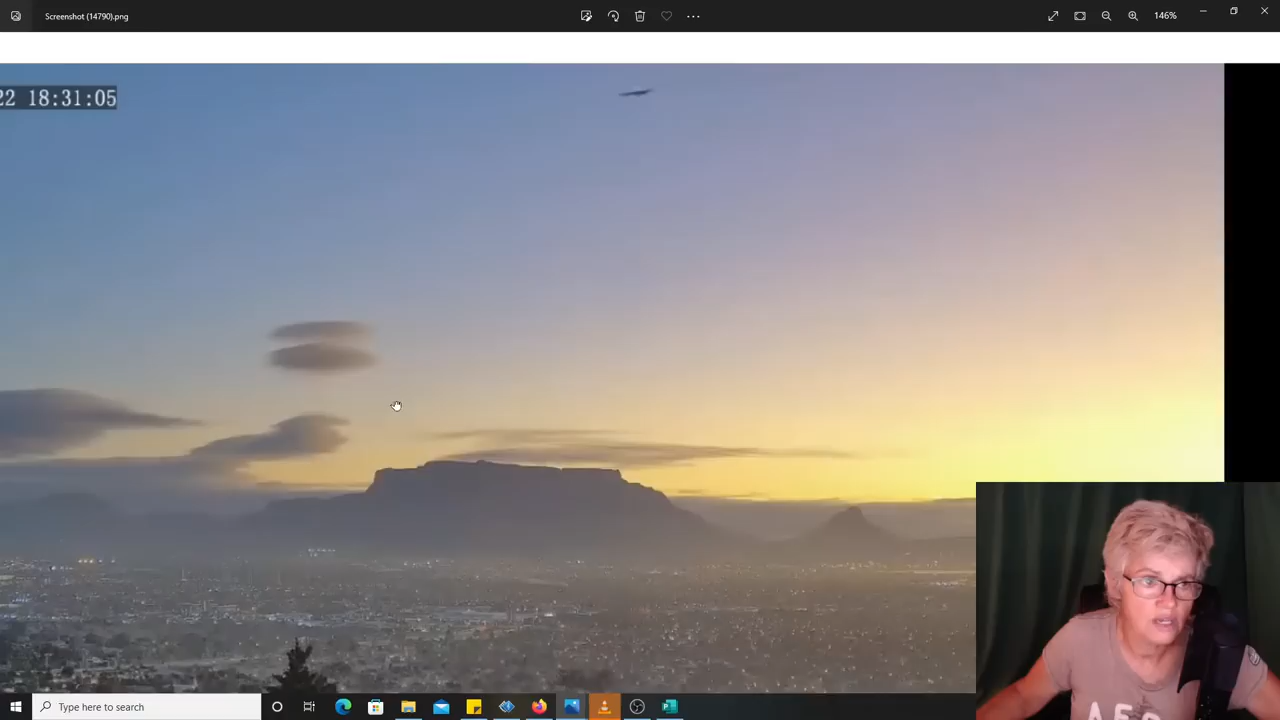 Screenshot (14790).png
146%
22 18:31:05
Type here to search